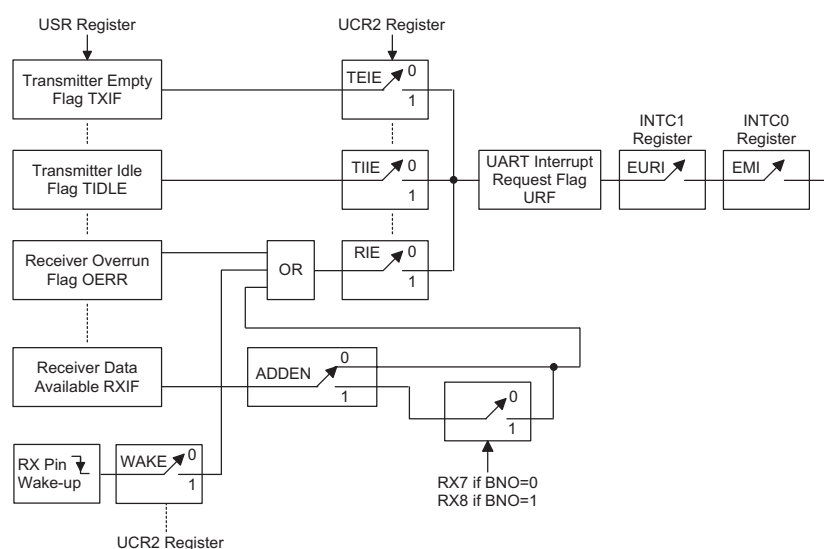 USR Register
UCR2 Register
Transmitter Empty
Flag TXIF
TEIE
0
1
INTC1
Register
INTC0
Register
Transmitter Idle
Flag TIDLE
TIIE
0
1
UART Interrupt
Request Flag
URF
EURI
EMI
Receiver Overrun
Flag OERR
OR
RIE
0
1
Receiver Data
Available RXIF
ADDEN
0
1
0
1
RX Pin
Wake-up
WAKE
0
1
RX7 if BNO=0
RX8 if BNO=1
UCR2 Register